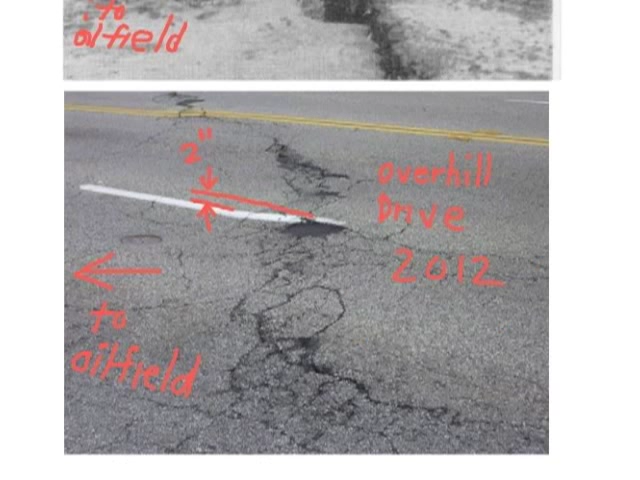 to
oilfield
2"
overhill
Drive
2012
to
oilfield